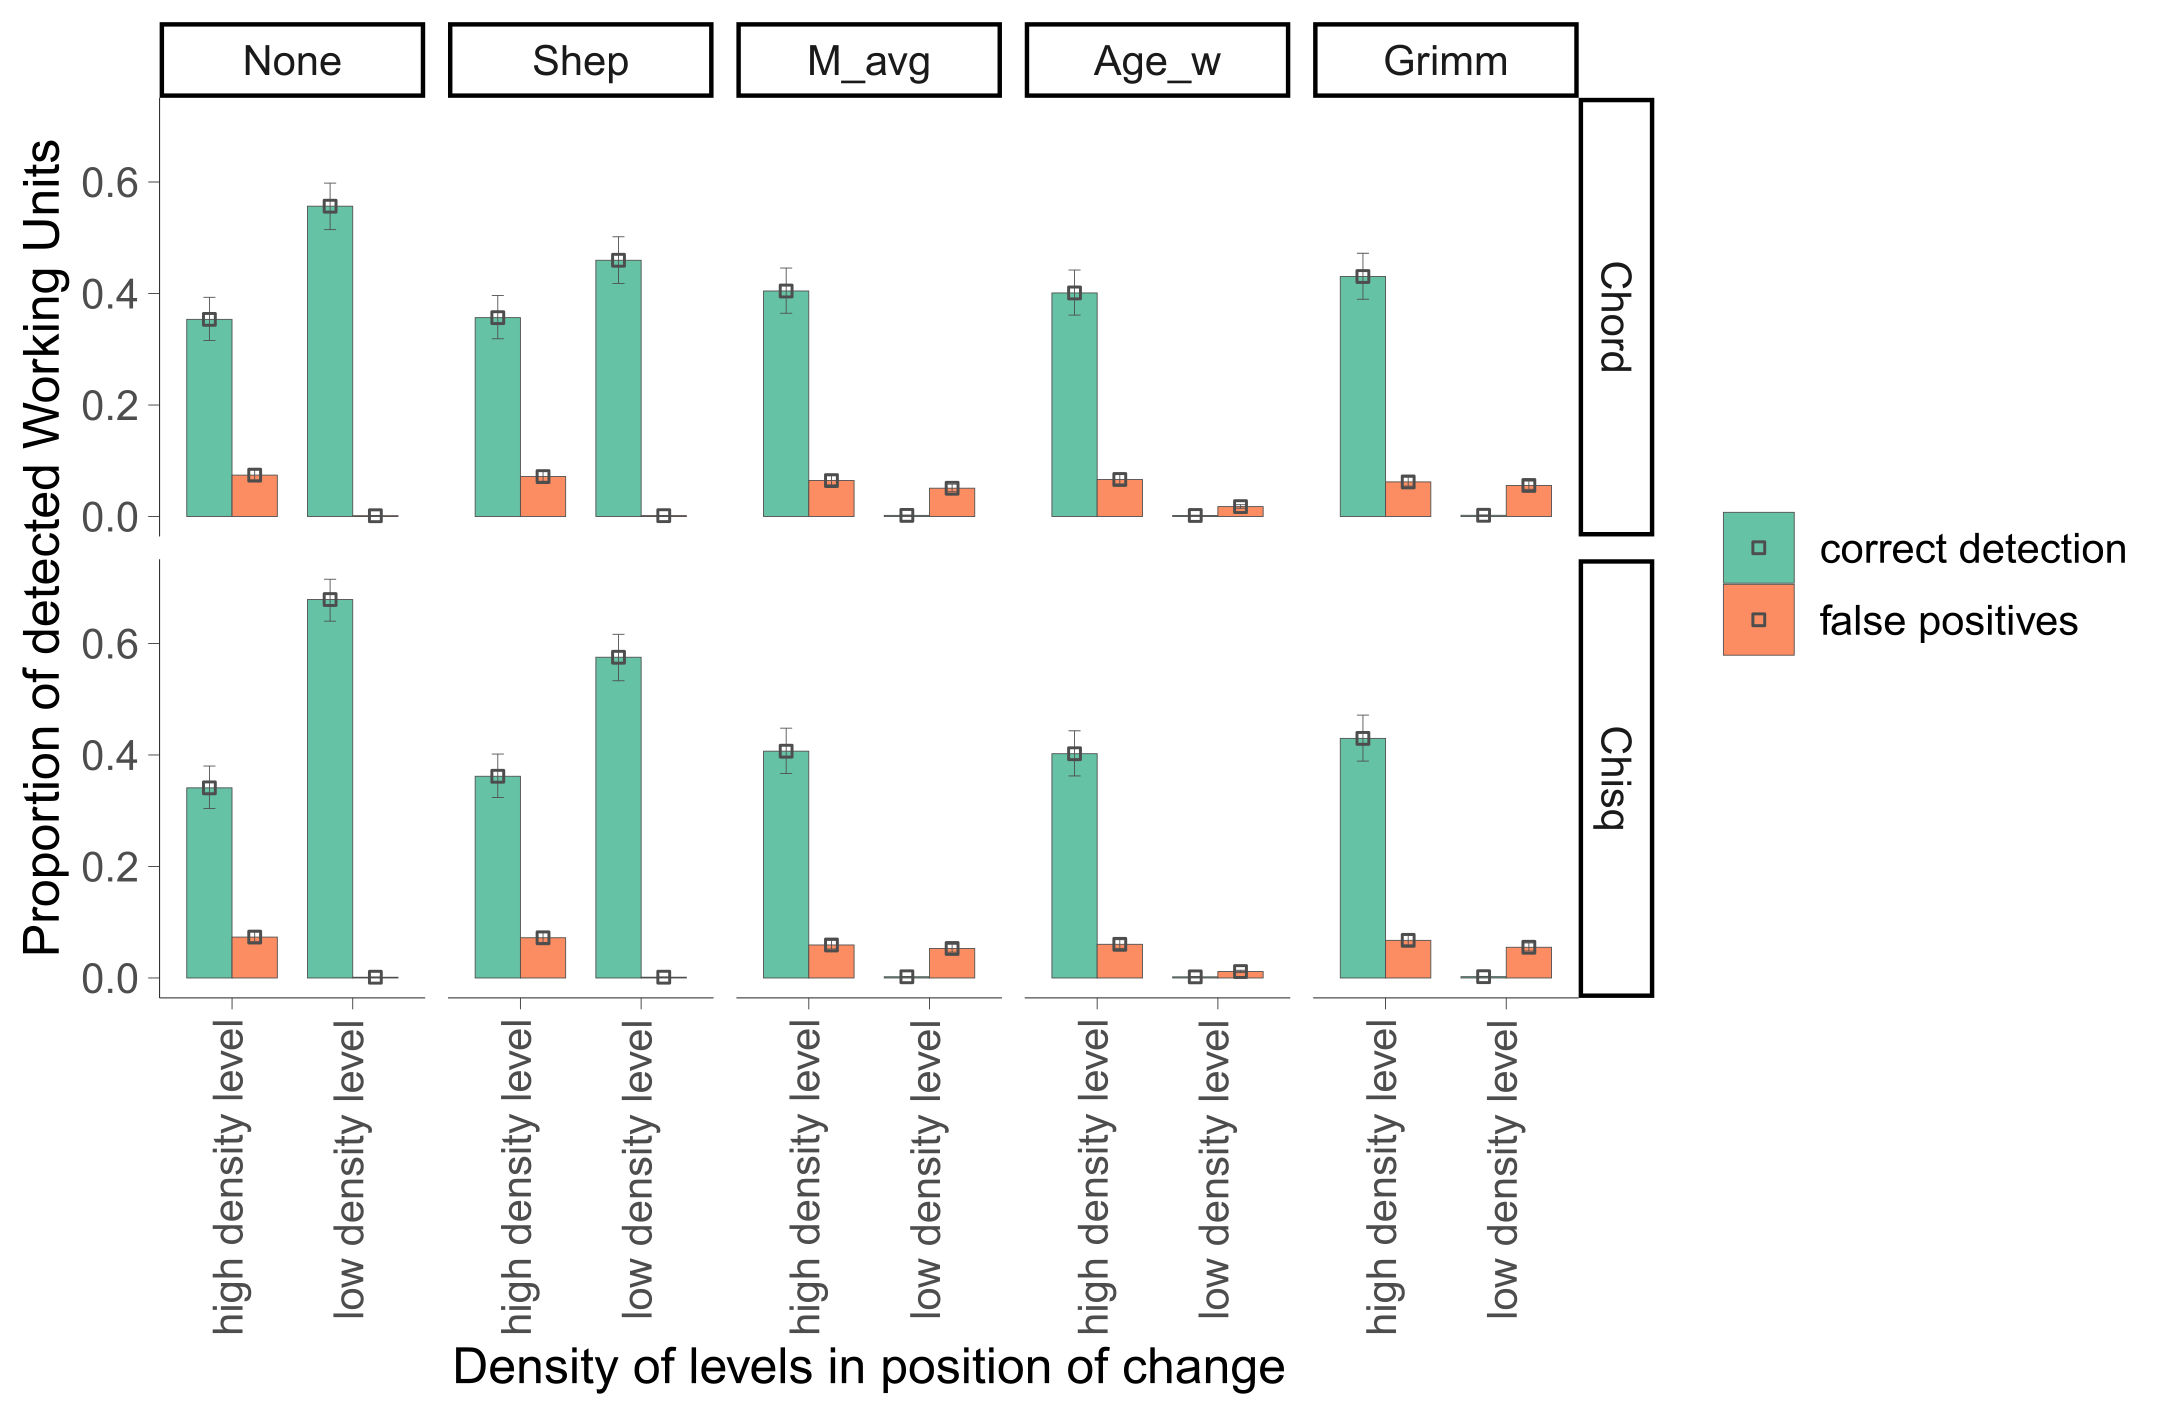 None
Shep
M_avg
Age_w
Grimm
Proportion of detected Working Units
0.6
0.4
0.2
0.0
Chord
0.6
0.4
0.2
0.0
Chisq
correct detection
false positives
high density level
low density level
high density level
low density level
high density level
low density level
high density level
low density level
high density level
low density level
Density of levels in position of change